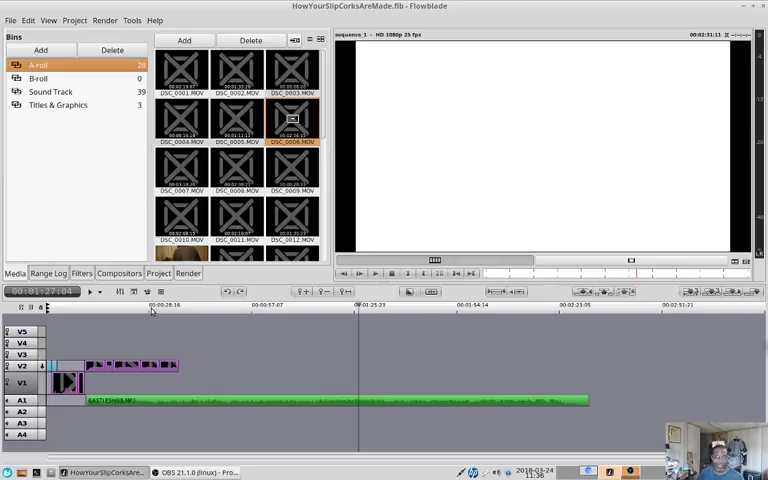 HowYourSlipCorksAreMade.flb - Flowblade
File Edit View Project Render Tools Help
Bins
Add Delete
A-roll 28
B-roll 0
Sound Track 39
Titles & Graphics 3
Add Delete
DSC_0001.MOV DSC_0002.MOV DSC_0003.MOV
DSC_0004.MOV DSC_0005.MOV DSC_0006.MOV
DSC_0007.MOV DSC_0008.MOV DSC_0009.MOV
DSC_0010.MOV DSC_0011.MOV DSC_0012.MOV
sequence_1 - HD 1080p 25 fps 00:02:31:11
Media Range Log Filters Compositors Project Render
00:01:27:04
00:00:28:16 00:00:57:07 00:01:25:23 00:01:54:14 00:02:23:05 00:02:51:21
V5
V4
V3
V2
V1
A1
A2
A3
A4
HowYourSlipCorksAre... OBS 21.1.0 (linux) - Pro... 2018-03-24
11:36